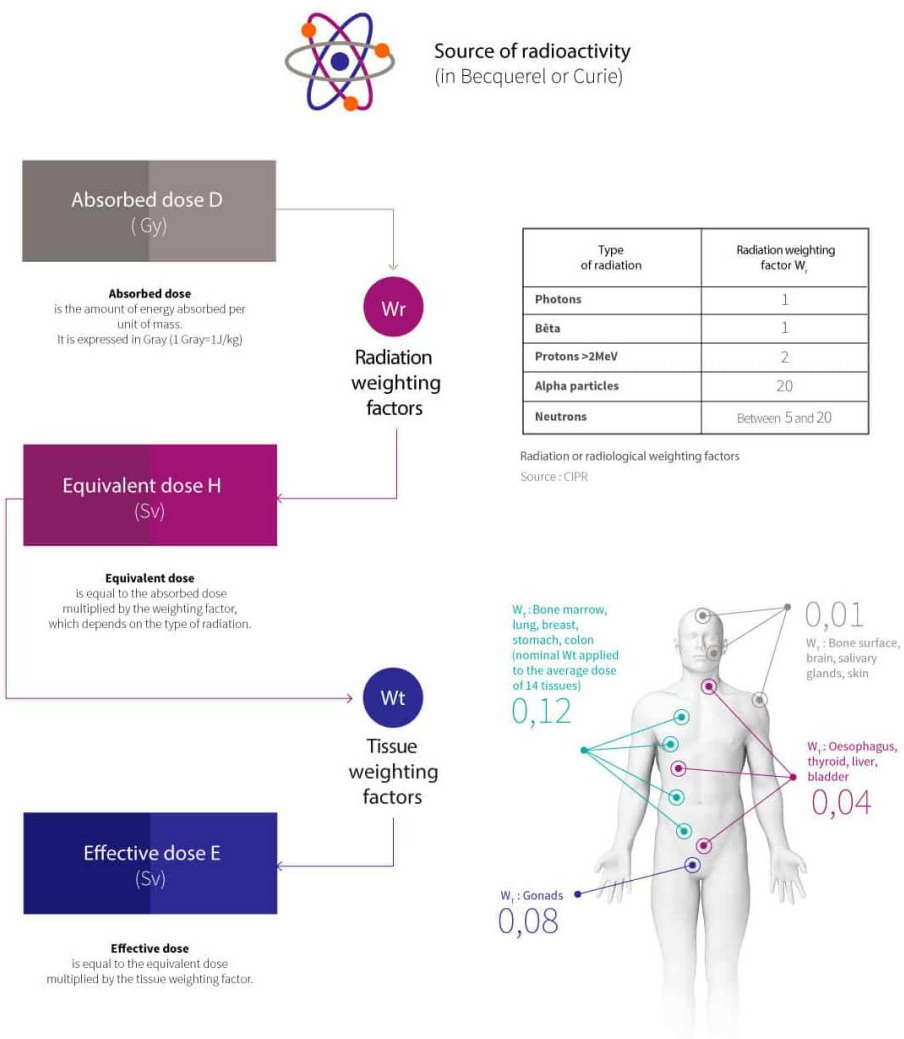 Source of radioactivity
(in Becquerel or Curie)
Absorbed dose D
( Gy)
Absorbed dose
is the amount of energy absorbed per
unit of mass.
It is expressed in Gray (1 Gray=1J/kg)
Wr
Radiation
weighting
factors
Type
of radiation
Radiation weighting
factor Wr
Photons
1
Bêta
1
Protons >2MeV
2
Alpha particles
20
Neutrons
Between 5 and 20
Radiation or radiological weighting factors
Source : CIPR
Equivalent dose H
(Sv)
Equivalent dose
is equal to the absorbed dose
multiplied by the weighting factor,
which depends on the type of radiation.
Wt
Tissue
weighting
factors
Effective dose E
(Sv)
Effective dose
is equal to the equivalent dose
multiplied by the tissue weighting factor.
WT : Bone marrow,
lung, breast,
stomach, colon
(nominal Wt applied
to the average dose
of 14 tissues)
0,12
0,01
WT : Bone surface,
brain, salivary
glands, skin
WT : Oesophagus,
thyroid, liver,
bladder
0,04
WT : Gonads
0,08